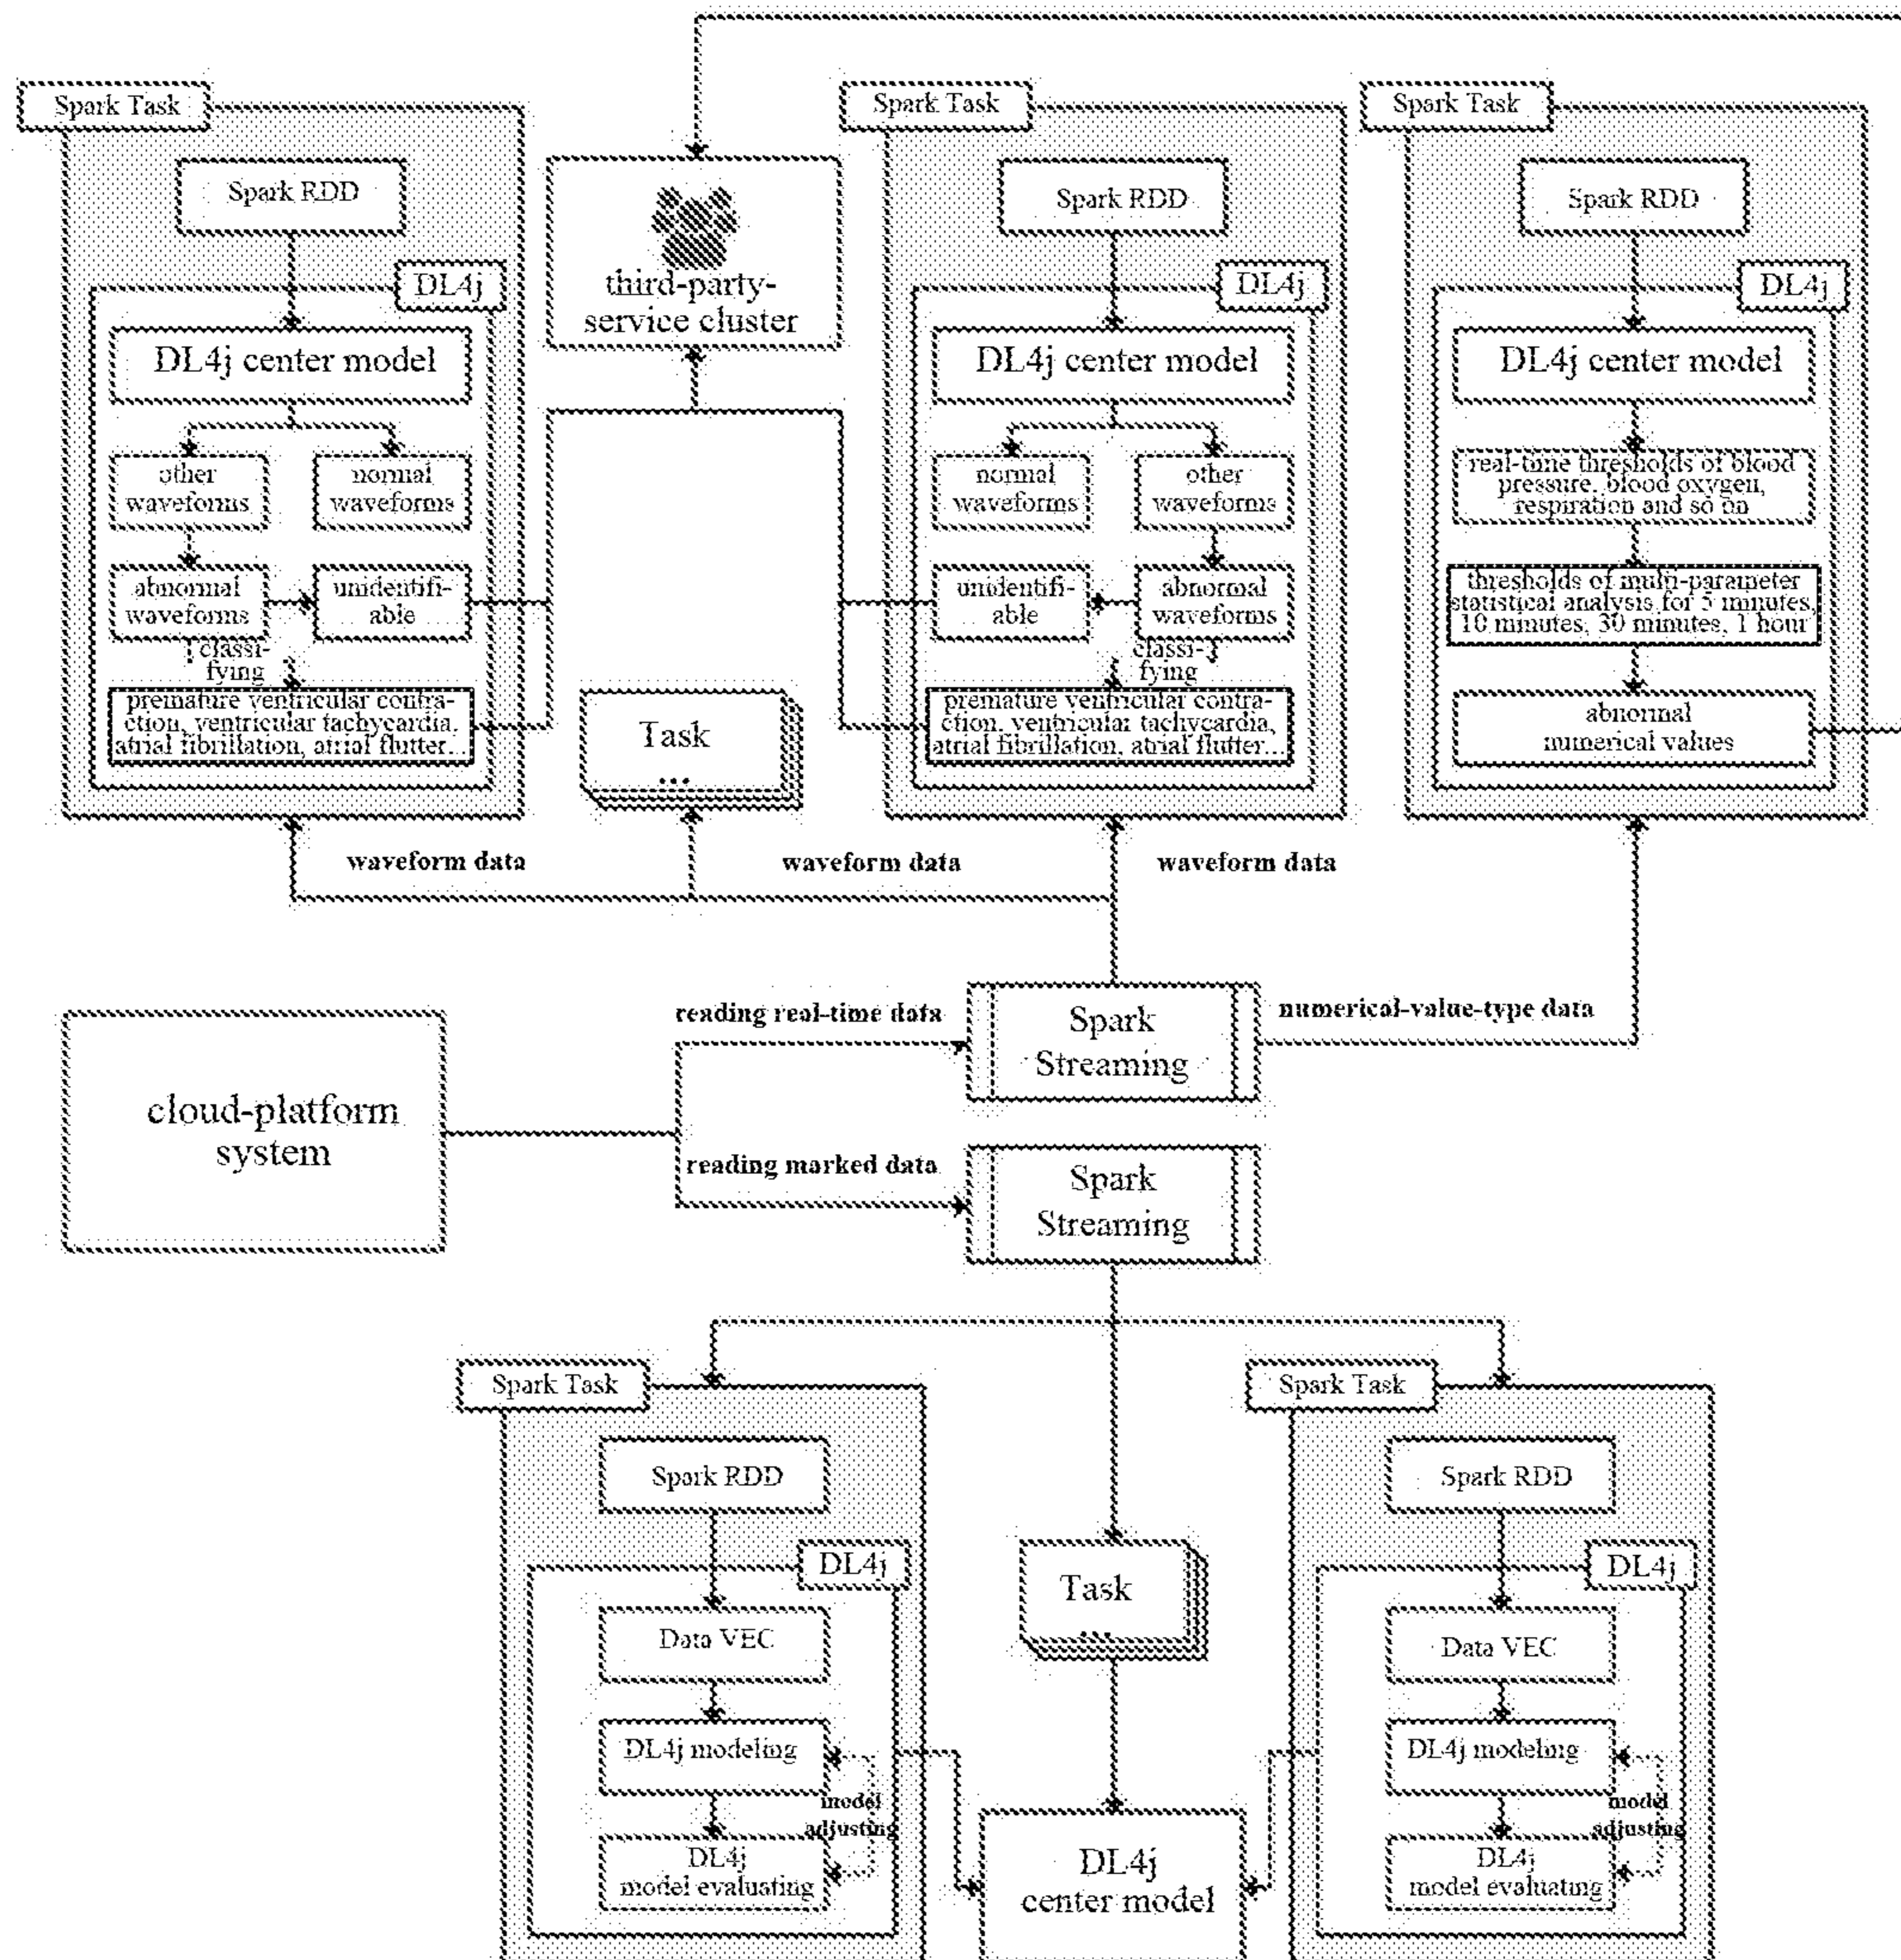 Spark Task
Spark RDD
DL4j
DL4j center model
other
waveforms
normal
waveforms
abnormal
waveforms
unidentifi-
able
classi-
fying
premature ventricular contra-
ction, ventricular tachycardia,
atrial fibrillation, atrial flutter...
third-party-
service cluster
Task
...
Spark Task
Spark RDD
DL4j
DL4j center model
normal
waveforms
other
waveforms
unidentifi-
able
abnormal
waveforms
classi-
fying
premature ventricular contra-
ction, ventricular tachycardia,
atrial fibrillation, atrial flutter...
Spark Task
Spark RDD
DL4j
DL4j center model
real-time thresholds of blood
pressure, blood oxygen,
respiration and so on
thresholds of multi-parameter
statistical analysis for 5 minutes,
10 minutes, 30 minutes, 1 hour
abnormal
numerical values
waveform data
waveform data
waveform data
cloud-platform
system
reading real-time data
Spark
Streaming
numerical-value-type data
reading marked data
Spark
Streaming
Spark Task
Spark RDD
DL4j
Data VEC
DL4j modeling
model
adjusting
DL4j
model evaluating
Task
...
DL4j
center model
Spark Task
Spark RDD
DL4j
Data VEC
DL4j modeling
model
adjusting
DL4j
model evaluating